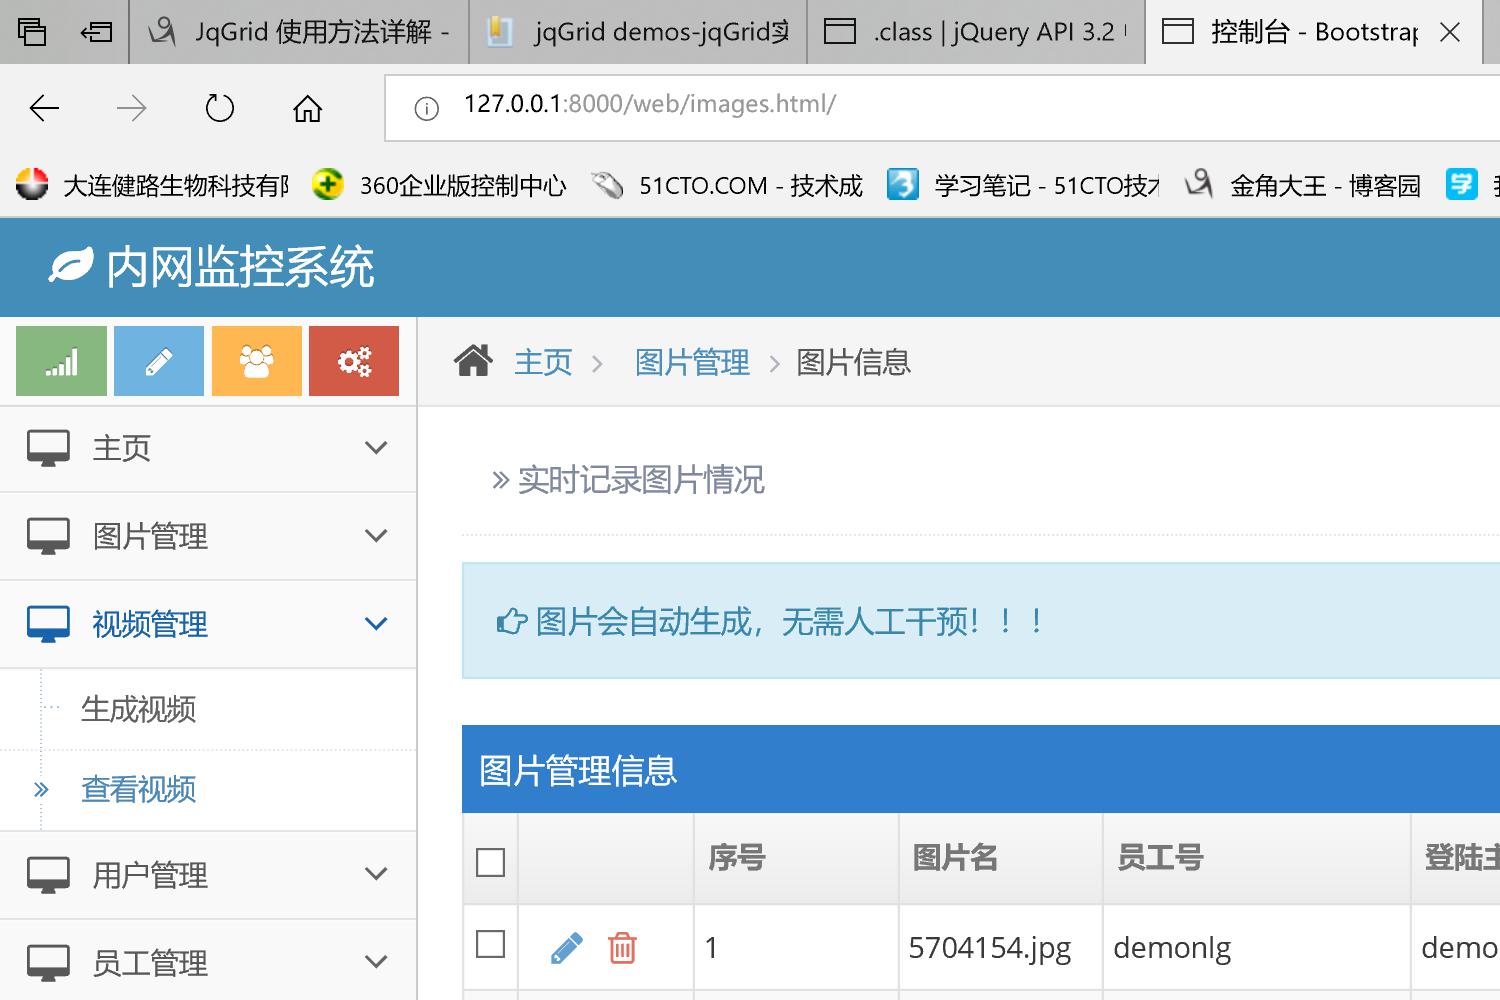 JqGrid 使用方法详解 -
jqGrid demos-jqGrid实
.class | jQuery API 3.2
控制台 - Bootstrap
127.0.0.1:8000/web/images.html/
大连健路生物科技有限
360企业版控制中心
51CTO.COM - 技术成
学习笔记 - 51CTO技术
金角大王 - 博客园
学
内网监控系统
主页
图片管理
图片信息
主页
图片管理
视频管理
生成视频
查看视频
用户管理
员工管理
实时记录图片情况
图片会自动生成，无需人工干预！！！
图片管理信息
序号 图片名 员工号 登陆主
1 5704154.jpg demonlg demo